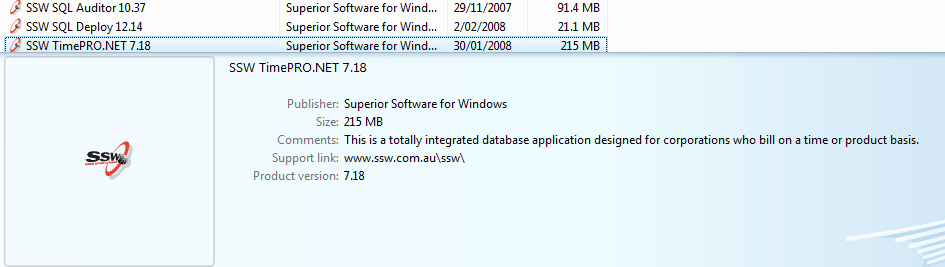 SSW SQL Auditor 10.37 Superior Software for Wind... 29/11/2007 91.4 MB
SSW SQL Deploy 12.14 Superior Software for Wind... 2/02/2008 21.1 MB
SSW TimePRO.NET 7.18 Superior Software for Wind... 30/01/2008 215 MB
SSW TimePRO.NET 7.18
Publisher: Superior Software for Windows
Size: 215 MB
Comments: This is a totally integrated database application designed for corporations who bill on a time or product basis.
SSW
Support link: www.ssw.com.au\ssw\
Product version: 7.18